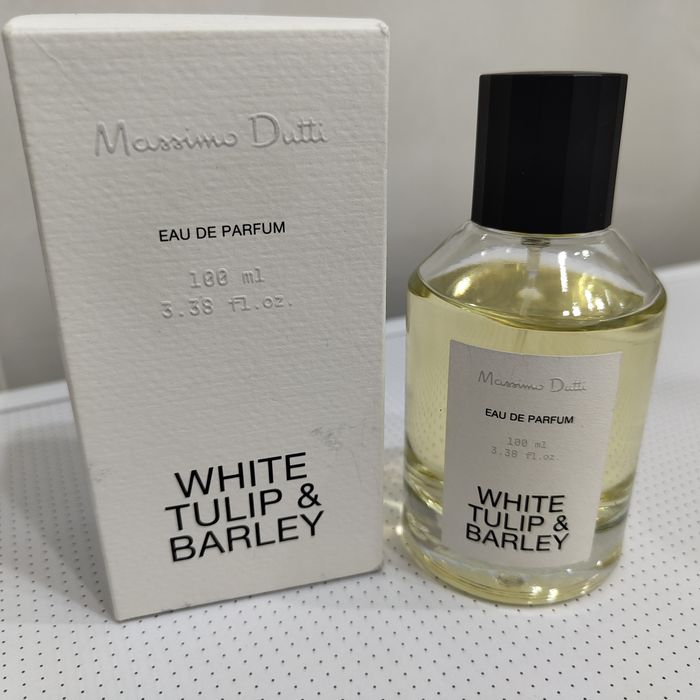 Massimo Dutti
EAU DE PARFUM
100 ml
3.38 fl.oz.
WHITE
TULIP &
BARLEY
Massimo Dutti
EAU DE PARFUM
100 ml
3.38 fl.oz.
WHITE
TULIP &
BARLEY